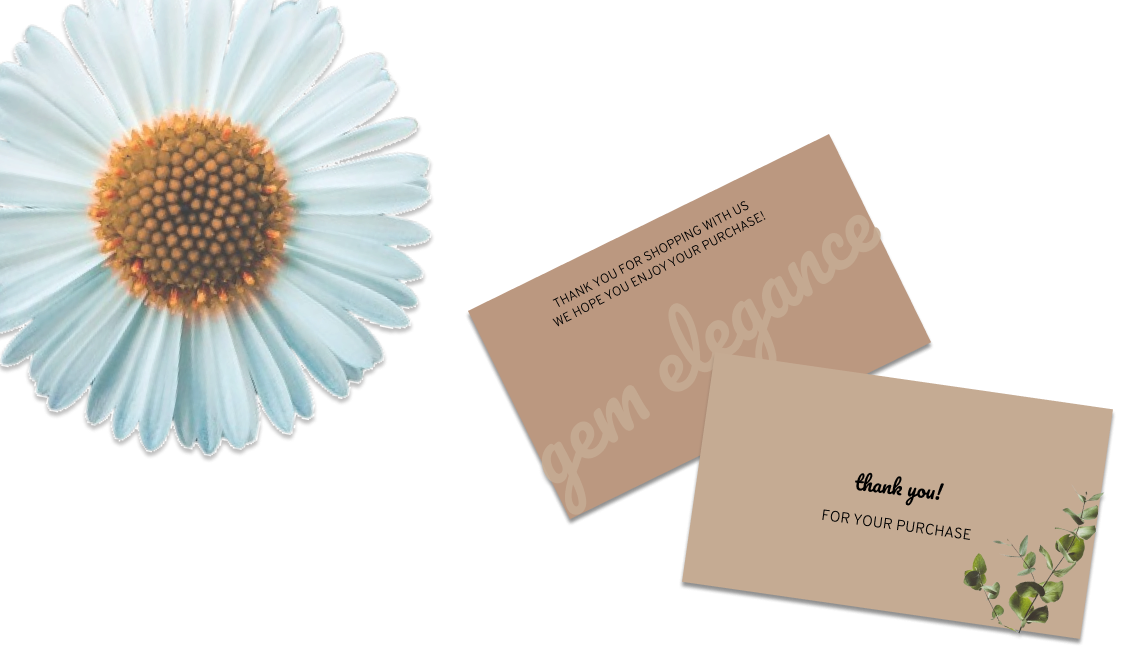 THANK YOU FOR SHOPPING WITH US
WE HOPE YOU ENJOY YOUR PURCHASE!
gem elegance
thank you!
FOR YOUR PURCHASE